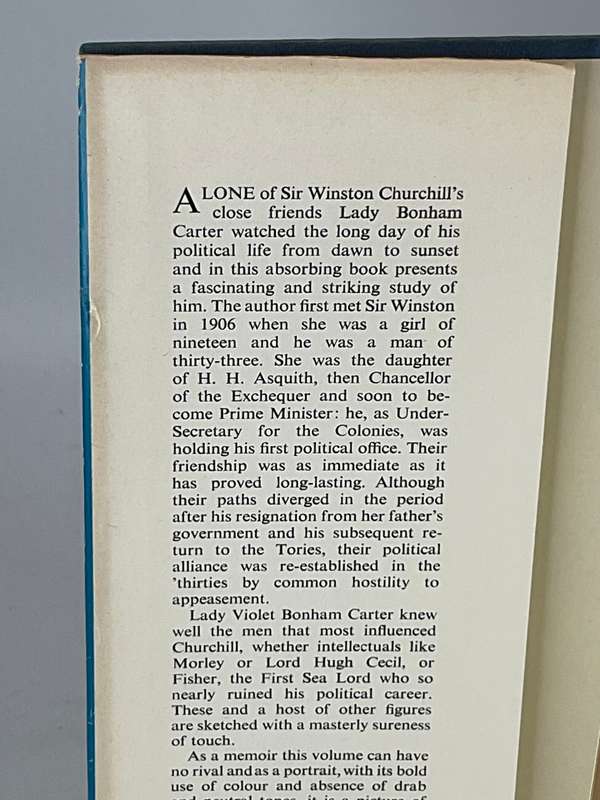 ALONE of Sir Winston Churchill's
close friends Lady Bonham
Carter watched the long day of his
political life from dawn to sunset
and in this absorbing book presents
a fascinating and striking study of
him. The author first met Sir Winston
in 1906 when she was a girl of
nineteen and he was a man of
thirty-three. She was the daughter
of H. H. Asquith, then Chancellor
of the Exchequer and soon to be-
come Prime Minister: he, as Under-
Secretary for the Colonies, was
holding his first political office. Their
friendship was as immediate as it
has proved long-lasting. Although
their paths diverged in the period
after his resignation from her father's
government and his subsequent re-
turn to the Tories, their political
alliance was re-established in the
'thirties by common hostility to
appeasement.
Lady Violet Bonham Carter knew
well the men that most influenced
Churchill, whether intellectuals like
Morley or Lord Hugh Cecil, or
Fisher, the First Sea Lord who so
nearly ruined his political career.
These and a host of other figures
are sketched with a masterly sureness
of touch.
As a memoir this volume can have
no rival and as a portrait, with its bold
use of colour and absence of drab
and neutral tones, it is a picture of